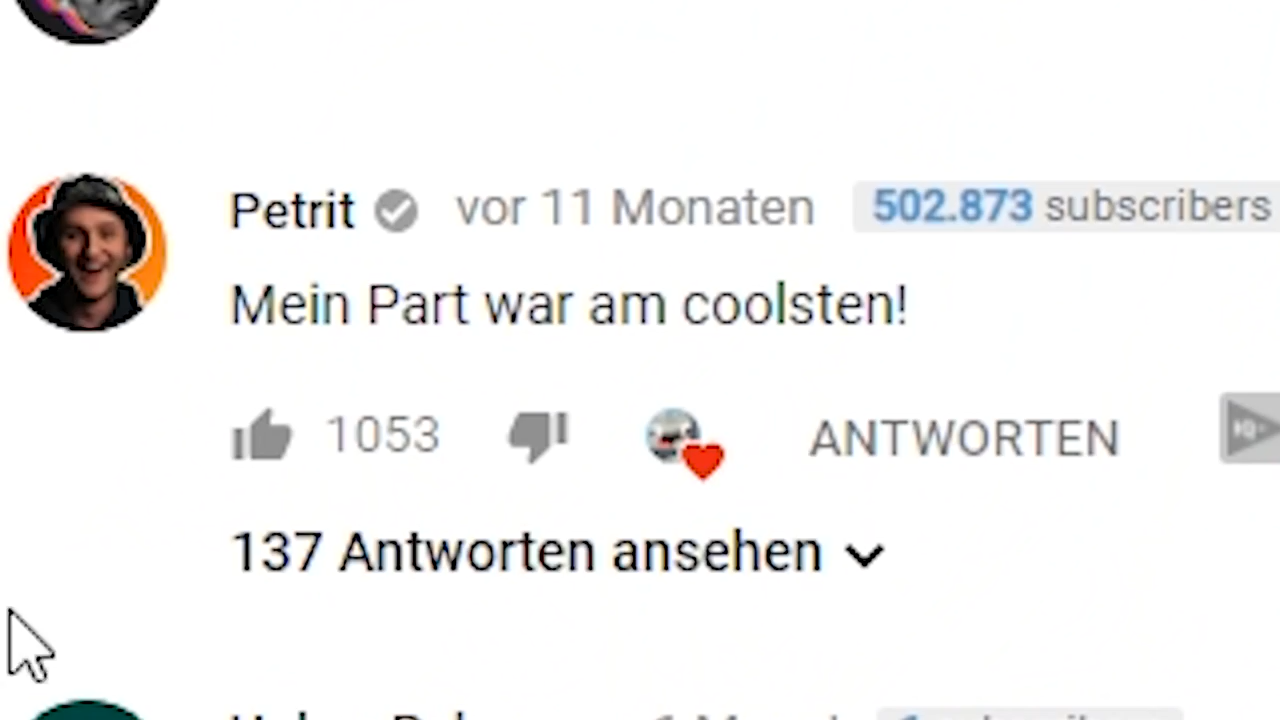 Petrit vor 11 Monaten 502.873 subscribers
Mein Part war am coolsten!
1053 ANTWORTEN
137 Antworten ansehen